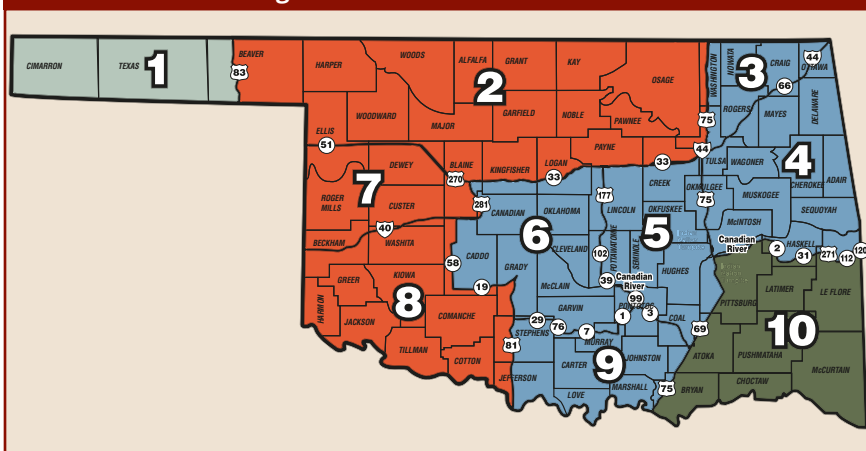 CIMARRON
TEXAS
1
BEAVER
83
HARPER
WOODS
ALFALFA
GRANT
KAY
OSAGE
WASHINGTON
NOWATA
3
CRAIG
44
OTTAWA
66
2
WOODWARD
MAJOR
GARFIELD
NOBLE
PAWNEE
75
ROGERS
MAYES
DELAWARE
ELLIS
51
DEWEY
BLAINE
270
KINGFISHER
LOGAN
33
PAYNE
33
44
TULSA
WAGONER
4
CHEROKEE
ADAIR
7
ROGER
MILLS
CUSTER
281
CANADIAN
OKLAHOMA
177
LINCOLN
CREEK
OKMULGEE
75
MUSKOGEE
SEQUOYAH
OKFUSKEE
5
McINTOSH
40
BECKHAM
WASHITA
6
CLEVELAND
POTTAWATOMIE
SEMINOLE
Canadian
River
2
HASKELL
31
271
112
120
58
CADDO
GRADY
102
HUGHES
GREER
KIOWA
19
McCLAIN
39
Canadian
River
99
PITTSBURG
LATIMER
LE FLORE
HARMON
JACKSON
8
COMANCHE
GARVIN
PONTOTOC
1
3
COAL
29
76
7
STEPHENS
MURRAY
69
10
TILLMAN
COTTON
81
CARTER
9
JOHNSTON
ATOKA
PUSHMATAHA
McCURTAIN
JEFFERSON
LOVE
MARSHALL
75
BRYAN
CHOCTAW